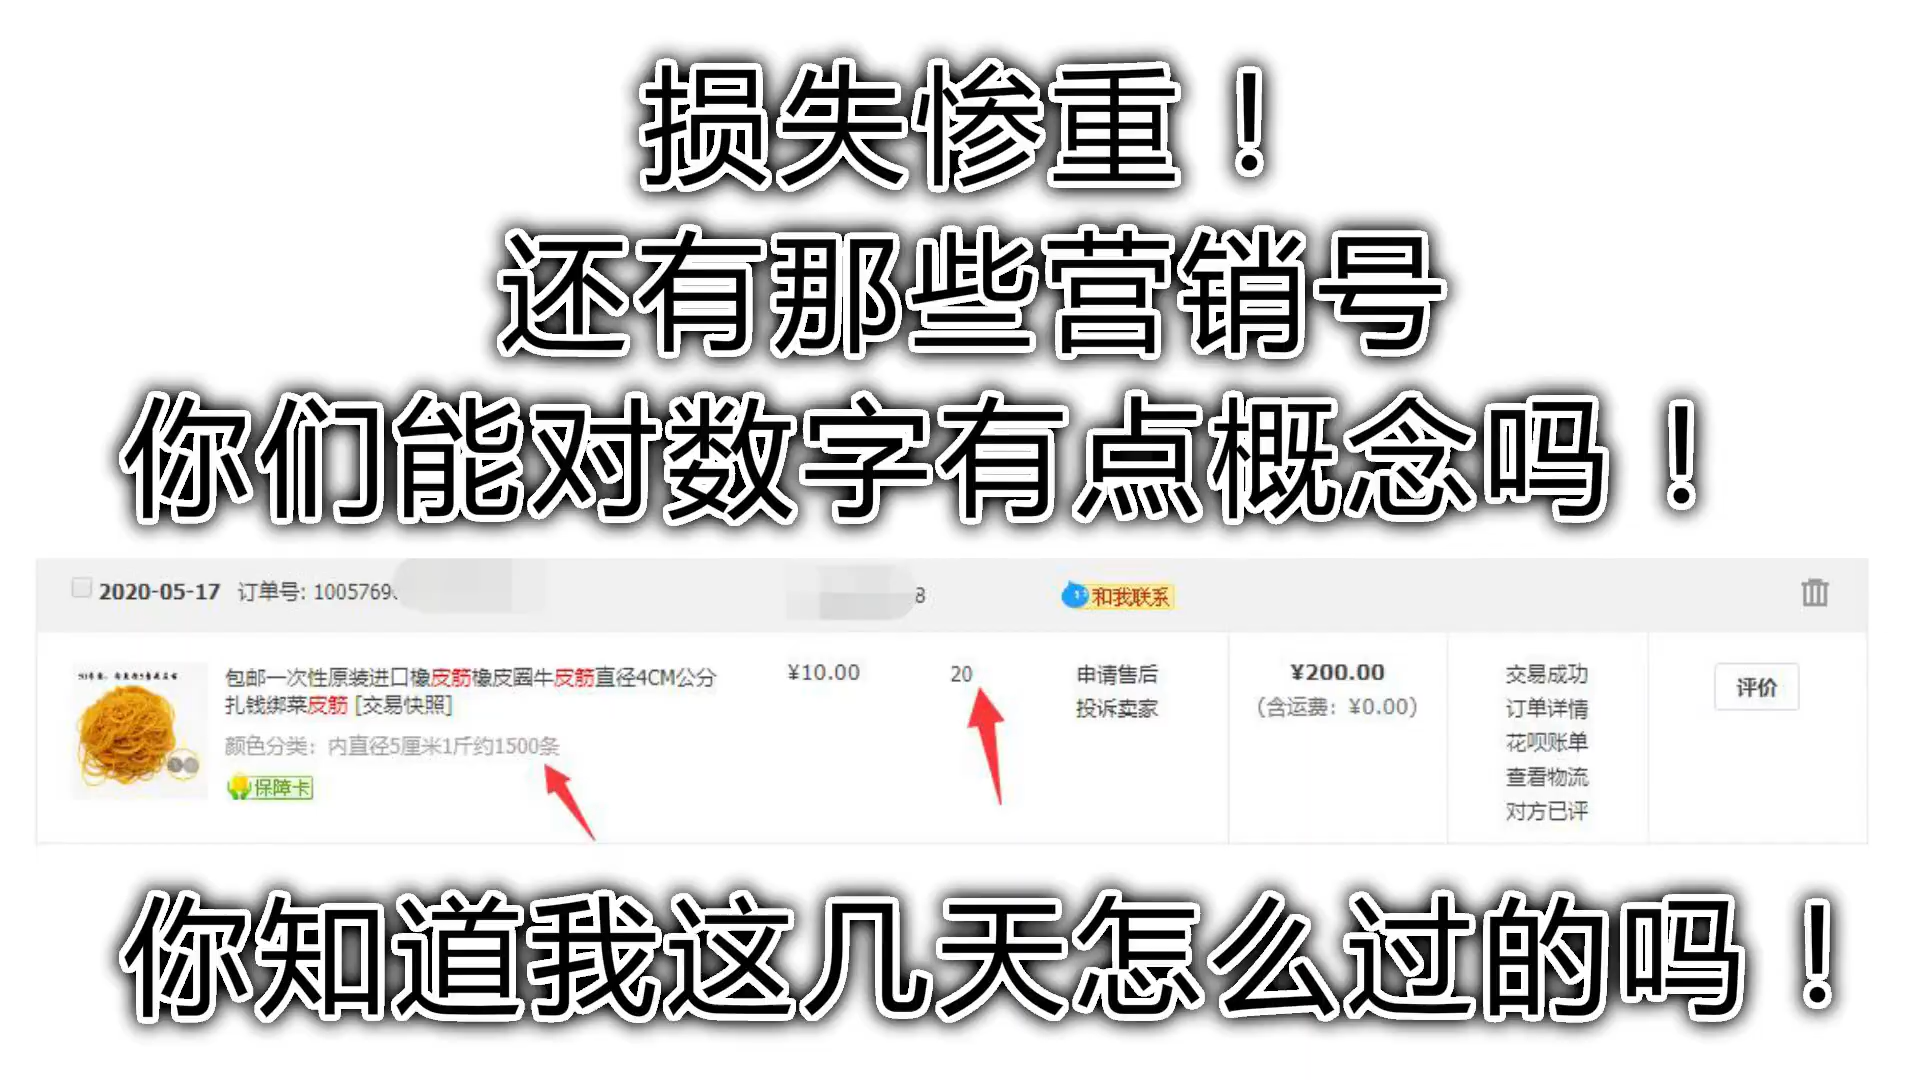 损失惨重！
还有那些营销号
你们能对数字有点概念吗！
2020-05-17 订单号: 1005769
8
和我联系
包邮一次性原装进口橡皮筋橡皮圈牛皮筋直径4CM公分
扎钱绑菜皮筋 [交易快照]
颜色分类：内直径5厘米1斤约1500条
保障卡
¥10.00
20
申请售后
投诉卖家
¥200.00
(含运费：¥0.00)
交易成功
订单详情
花呗账单
查看物流
对方已评
评价
你知道我这几天怎么过的吗！